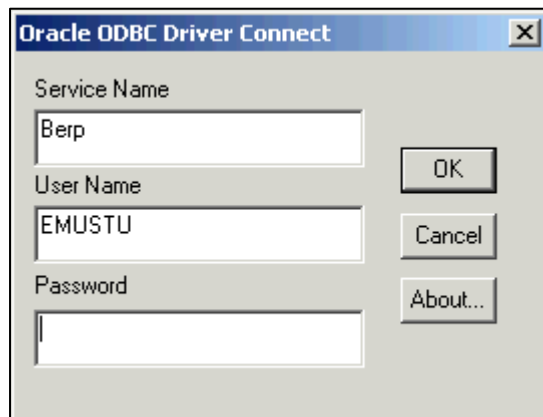 Oracle ODBC Driver Connect
Service Name
Berp
OK
User Name
EMUSTU
Cancel
Password
About...